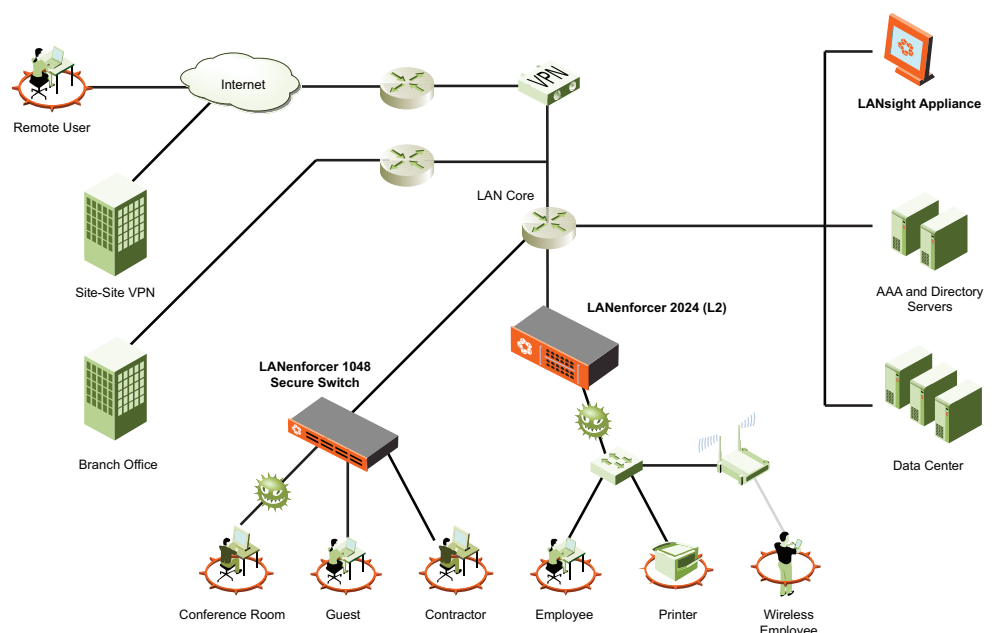 Internet
VPN
Remote User
LANsight Appliance
LAN Core
Site-Site VPN
AAA and Directory
Servers
LANenforcer 2024 (L2)
LANenforcer 1048
Secure Switch
Branch Office
Data Center
Conference Room
Guest
Contractor
Employee
Printer
Wireless
Employee